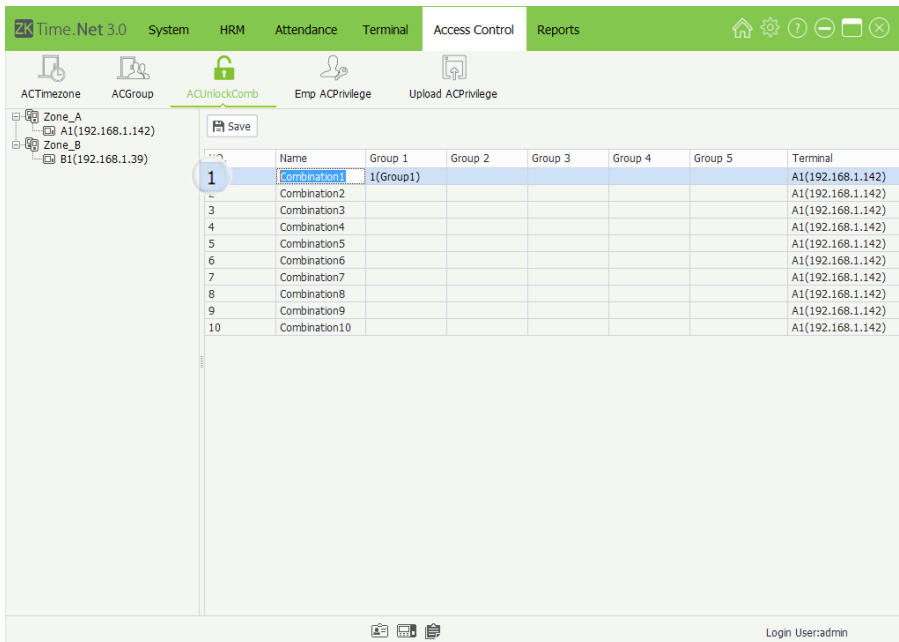 ZK Time.Net 3.0 System HRM Attendance Terminal Access Control Reports
ACTimezone ACGroup ACUnlockComb Emp ACPrivilege Upload ACPrivilege
Zone_A
A1(192.168.1.142)
Zone_B
B1(192.168.1.39)
Save
NO. Name Group 1 Group 2 Group 3 Group 4 Group 5 Terminal
1 Combination1 1(Group1) A1(192.168.1.142)
2 Combination2 A1(192.168.1.142)
3 Combination3 A1(192.168.1.142)
4 Combination4 A1(192.168.1.142)
5 Combination5 A1(192.168.1.142)
6 Combination6 A1(192.168.1.142)
7 Combination7 A1(192.168.1.142)
8 Combination8 A1(192.168.1.142)
9 Combination9 A1(192.168.1.142)
10 Combination10 A1(192.168.1.142)
Login User:admin